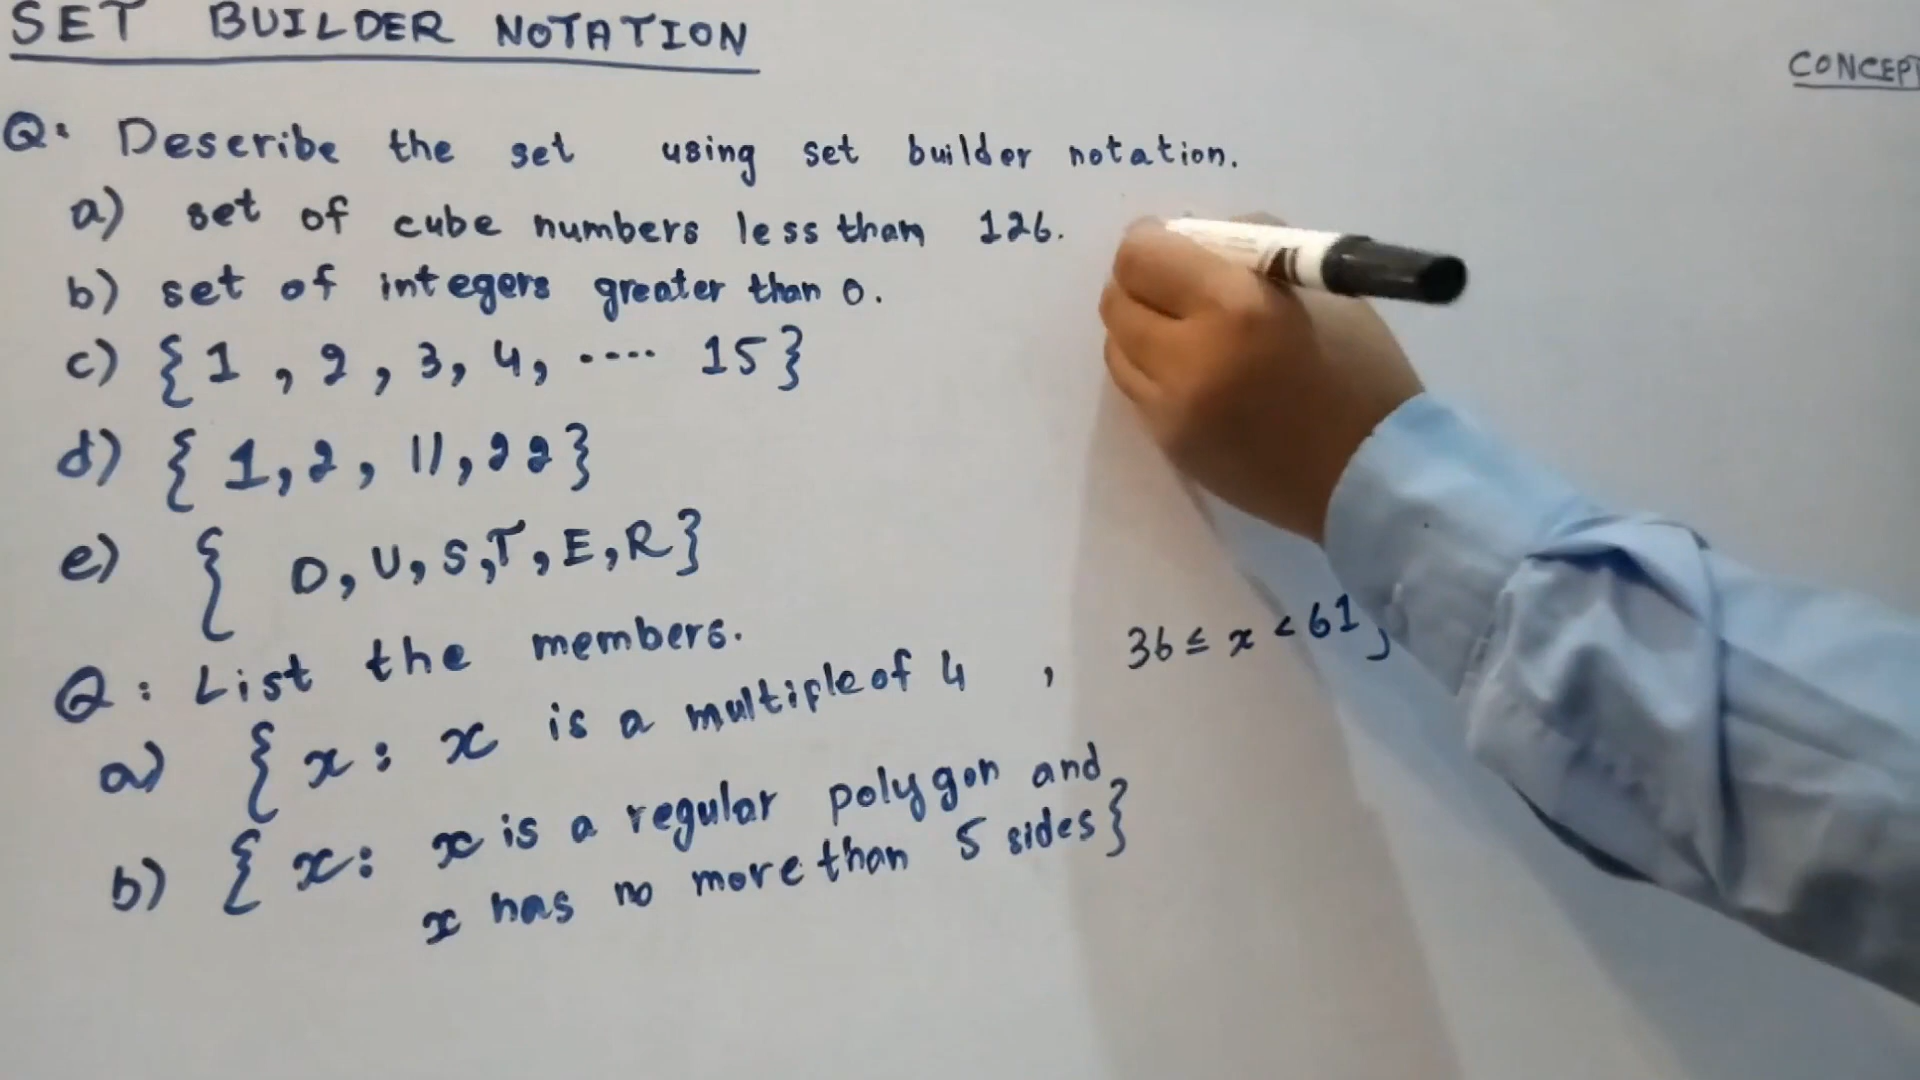 SET BUILDER NOTATION
CONCEPT
Q: Describe the set using set builder notation.
a) set of cube numbers less than 126.
b) set of integers greater than 0.
c) {1, 2, 3, 4, .... 15}
d) {1, 2, 11, 22}
e) {D, U, S, T, E, R}
Q: List the members.
a) {x: x is a multiple of 4, 36 ≤ x < 61}
b) {x: x is a regular polygon and
x has no more than 5 sides}